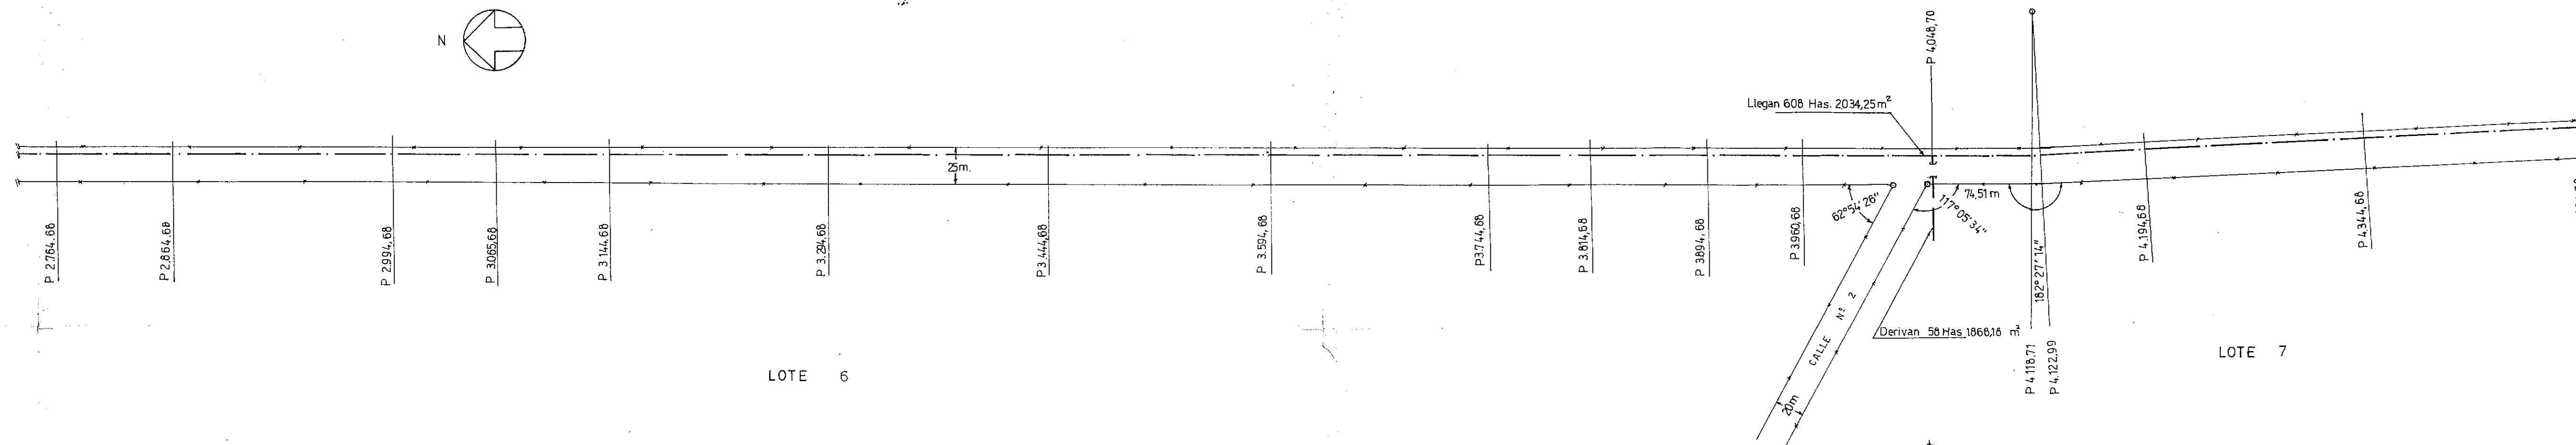 N
P 4.048,70
Llegan 608 Has. 2.034,25 m²
25m.
62° 54' 26"
117° 05' 34"
74,51 m
P 2.764.68
P 2.864.68
P 2.994,68
P 3.065,68
P 3.144,68
P 3.294,68
P 3.444,68
P 3.594,68
P 3.744,68
P 3.814,68
P 3.894,68
P 3.960,68
182° 27' 14"
P 4.194,68
P 4.344,68
CALLE Nº 2
Derivan 58 Has 1868,18 m²
P 4 118.71
P 4.122,99
LOTE 6
LOTE 7
20m